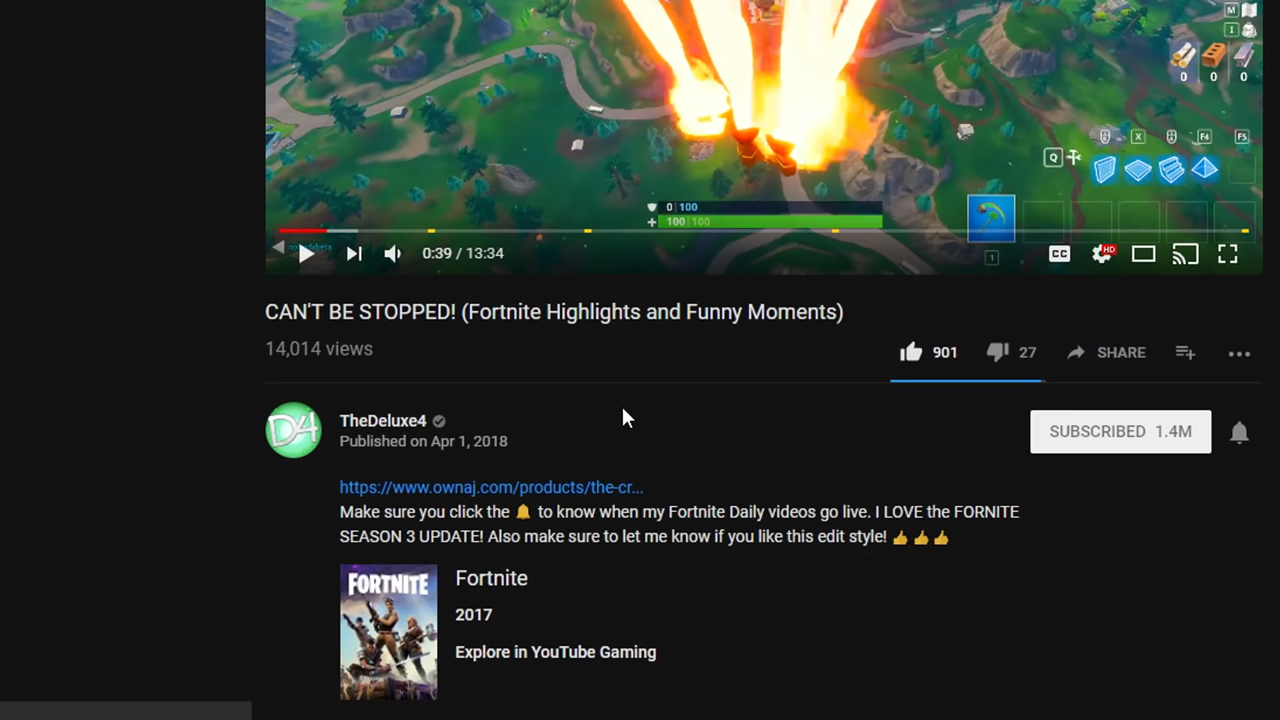 M
1
0 0 0
X F4 F5
Q
0 | 100
100 | 100
1
0:39 / 13:34
CC
HD
CAN'T BE STOPPED! (Fortnite Highlights and Funny Moments)
14,014 views
901
27
SHARE
D4
TheDeluxe4
Published on Apr 1, 2018
SUBSCRIBED 1.4M
https://www.ownaj.com/products/the-cr...
Make sure you click the 🔔 to know when my Fortnite Daily videos go live. I LOVE the FORNITE
SEASON 3 UPDATE! Also make sure to let me know if you like this edit style! 👍👍👍
FORTNITE
Fortnite
2017
Explore in YouTube Gaming